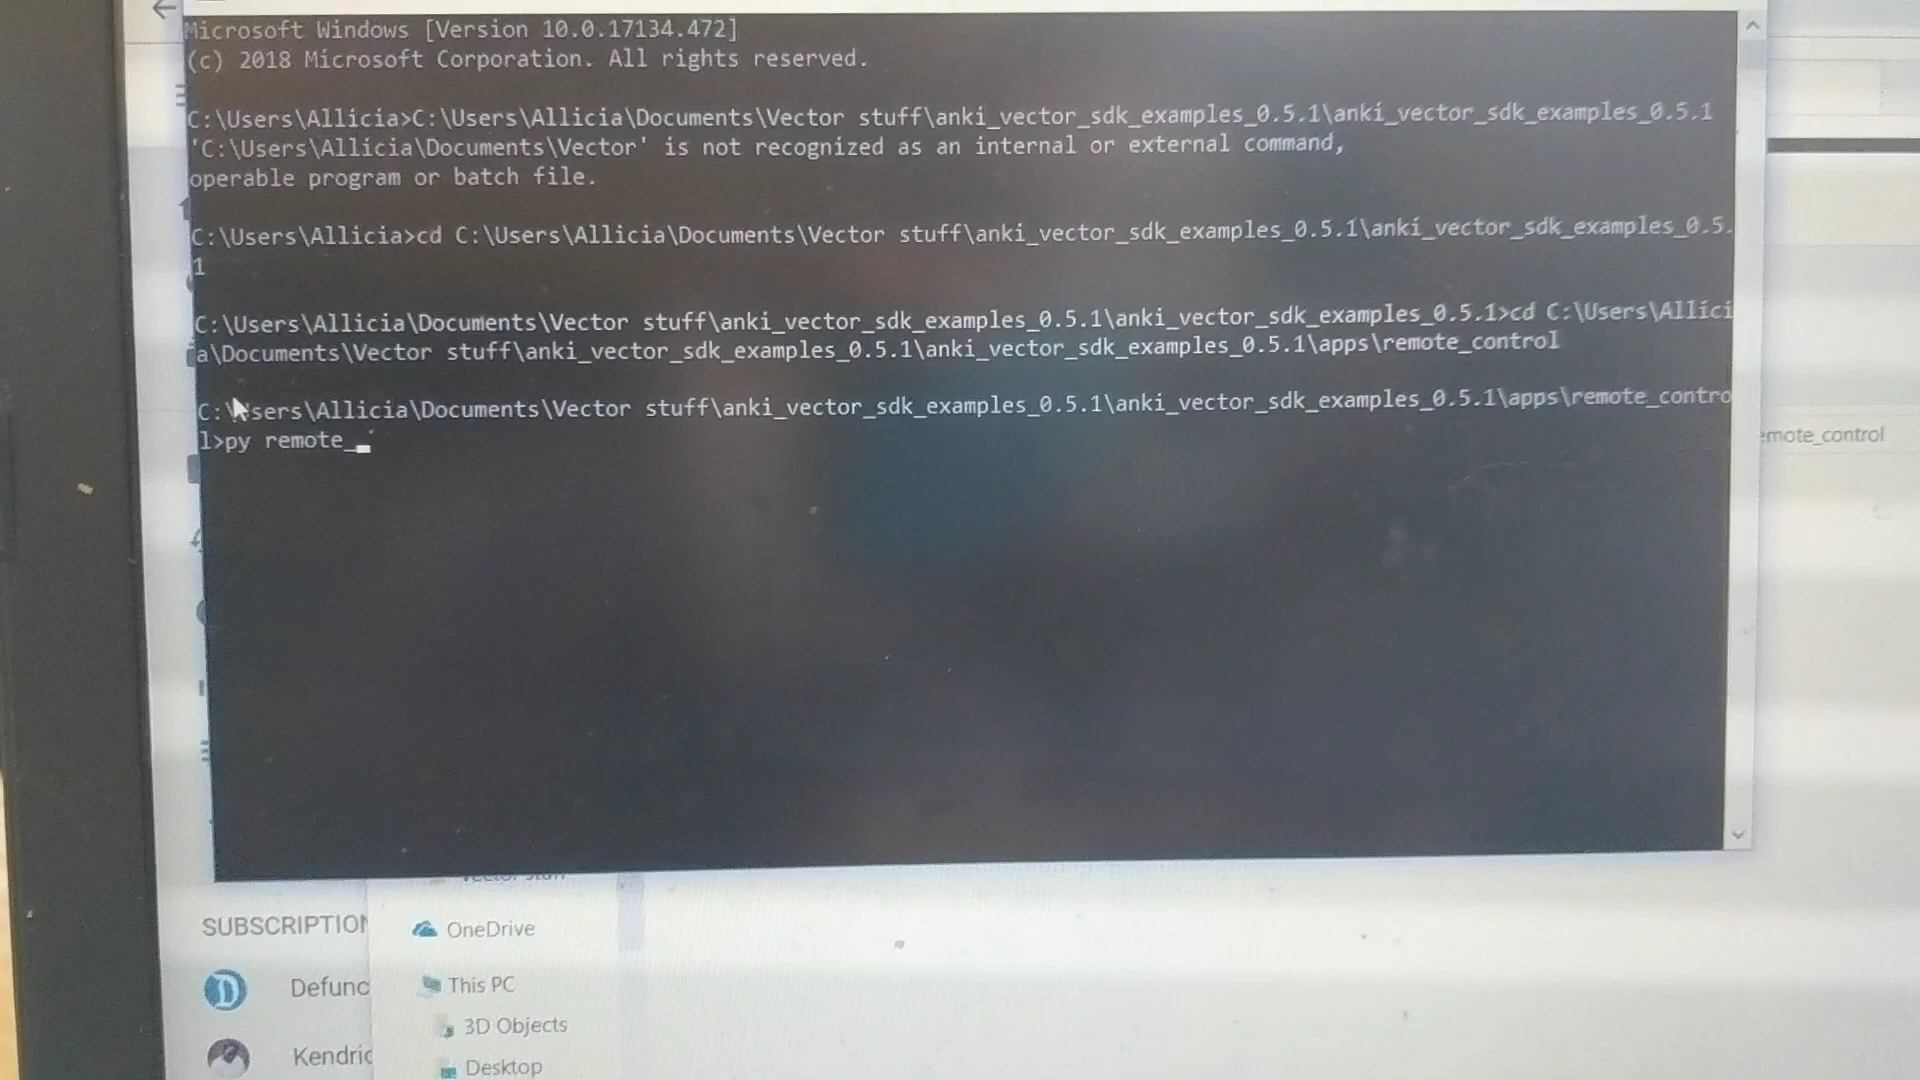 Microsoft Windows [Version 10.0.17134.472]
(c) 2018 Microsoft Corporation. All rights reserved.
C:\Users\Allicia>C:\Users\Allicia\Documents\Vector stuff\anki_vector_sdk_examples_0.5.1\anki_vector_sdk_examples_0.5.1
'C:\Users\Allicia\Documents\Vector' is not recognized as an internal or external command,
operable program or batch file.
C:\Users\Allicia>cd C:\Users\Allicia\Documents\Vector stuff\anki_vector_sdk_examples_0.5.1\anki_vector_sdk_examples_0.5.
1
C:\Users\Allicia\Documents\Vector stuff\anki_vector_sdk_examples_0.5.1\anki_vector_sdk_examples_0.5.1>cd C:\Users\Allici
a\Documents\Vector stuff\anki_vector_sdk_examples_0.5.1\anki_vector_sdk_examples_0.5.1\apps\remote_control
C:\Users\Allicia\Documents\Vector stuff\anki_vector_sdk_examples_0.5.1\anki_vector_sdk_examples_0.5.1\apps\remote_contro
l>py remote_
emote_control
SUBSCRIPTION
OneDrive
Defunc
This PC
3D Objects
Kendric
Desktop